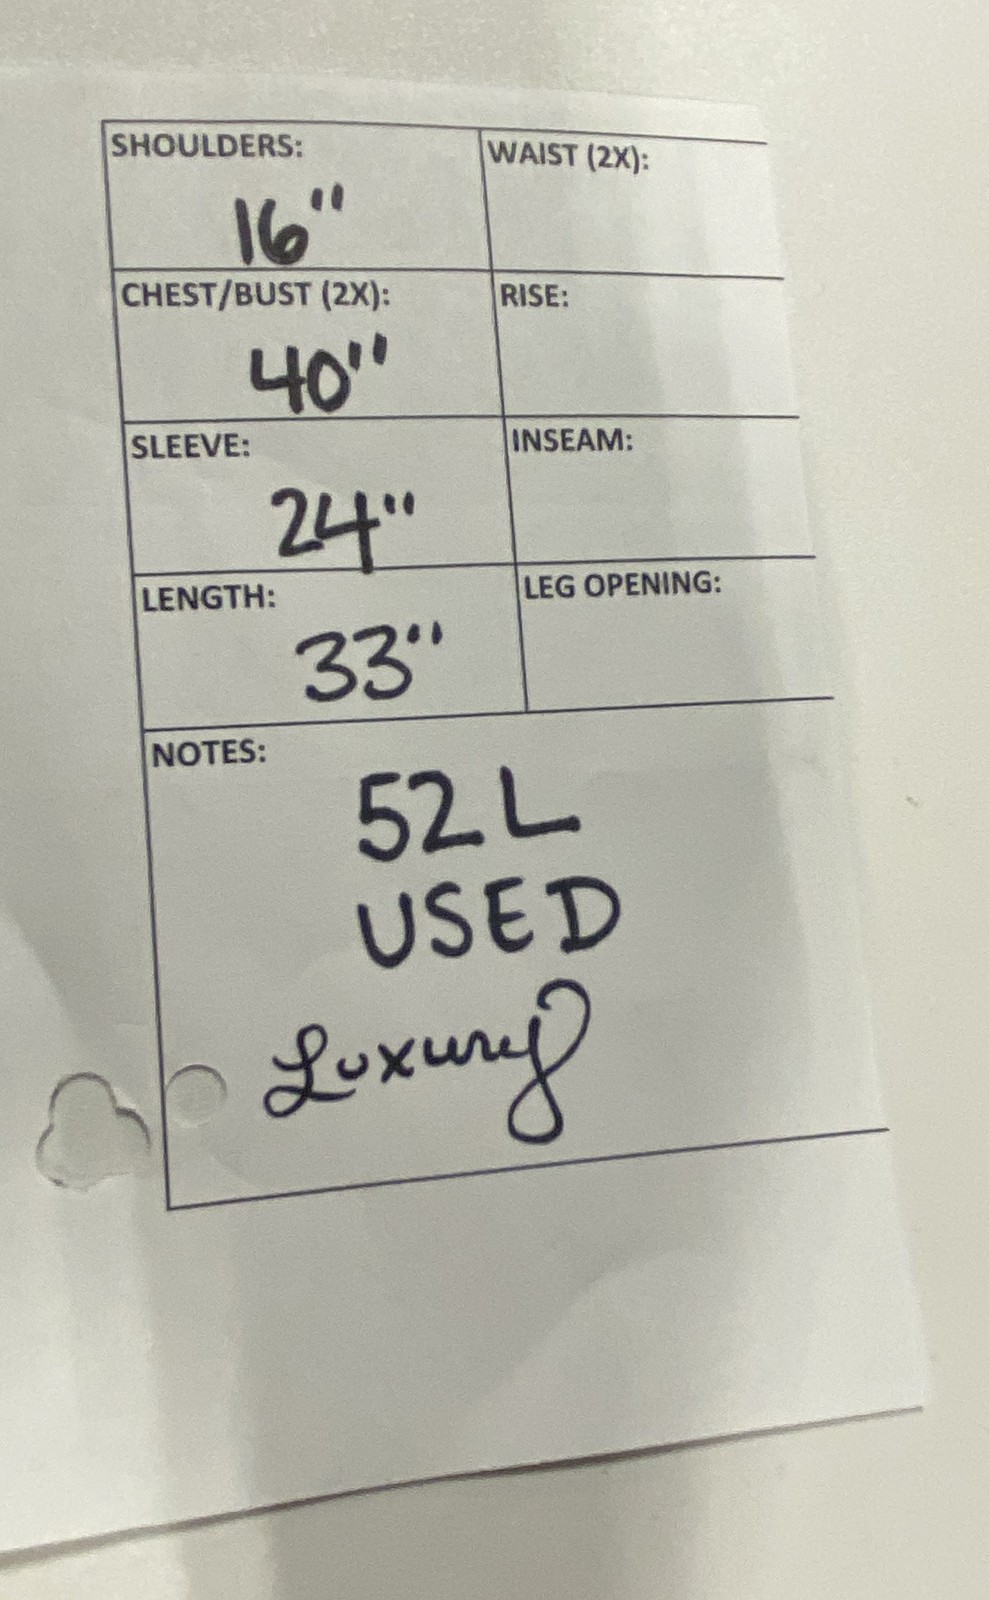 SHOULDERS:
16"
WAIST (2X):
CHEST/BUST (2X):
40"
RISE:
SLEEVE:
24"
INSEAM:
LENGTH:
33"
LEG OPENING:
NOTES:
52 L
USED
Luxury